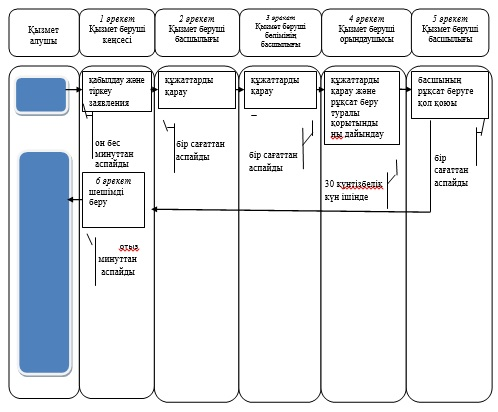 Қызмет
алушы
1 әрекет
Қызмет беруші
кеңсесі
2 әрекет
Қызмет беруші
басшылығы
3 әрекет
Қызмет беруші
бөлімінің
басшылығы
4 әрекет
Қызмет беруші
орындаушысы
5 әрекет
Қызмет беруші
басшылығы
қабылдау және
тіркеу
заявления
құжаттарды
қарау
құжаттарды
қарау
құжаттарды
қарау және
рұқсат беру
туралы
қорытынды
ны дайындау
басшының
рұқсат беруге
қол қоюы
он бес
минуттан
аспайды
бір сағаттан
аспайды
бір сағаттан
аспайды
30 күнтізбелік
күн ішінде
бір
сағаттан
аспайды
6 әрекет
шешімді
беру
отыз
минуттан
аспайды